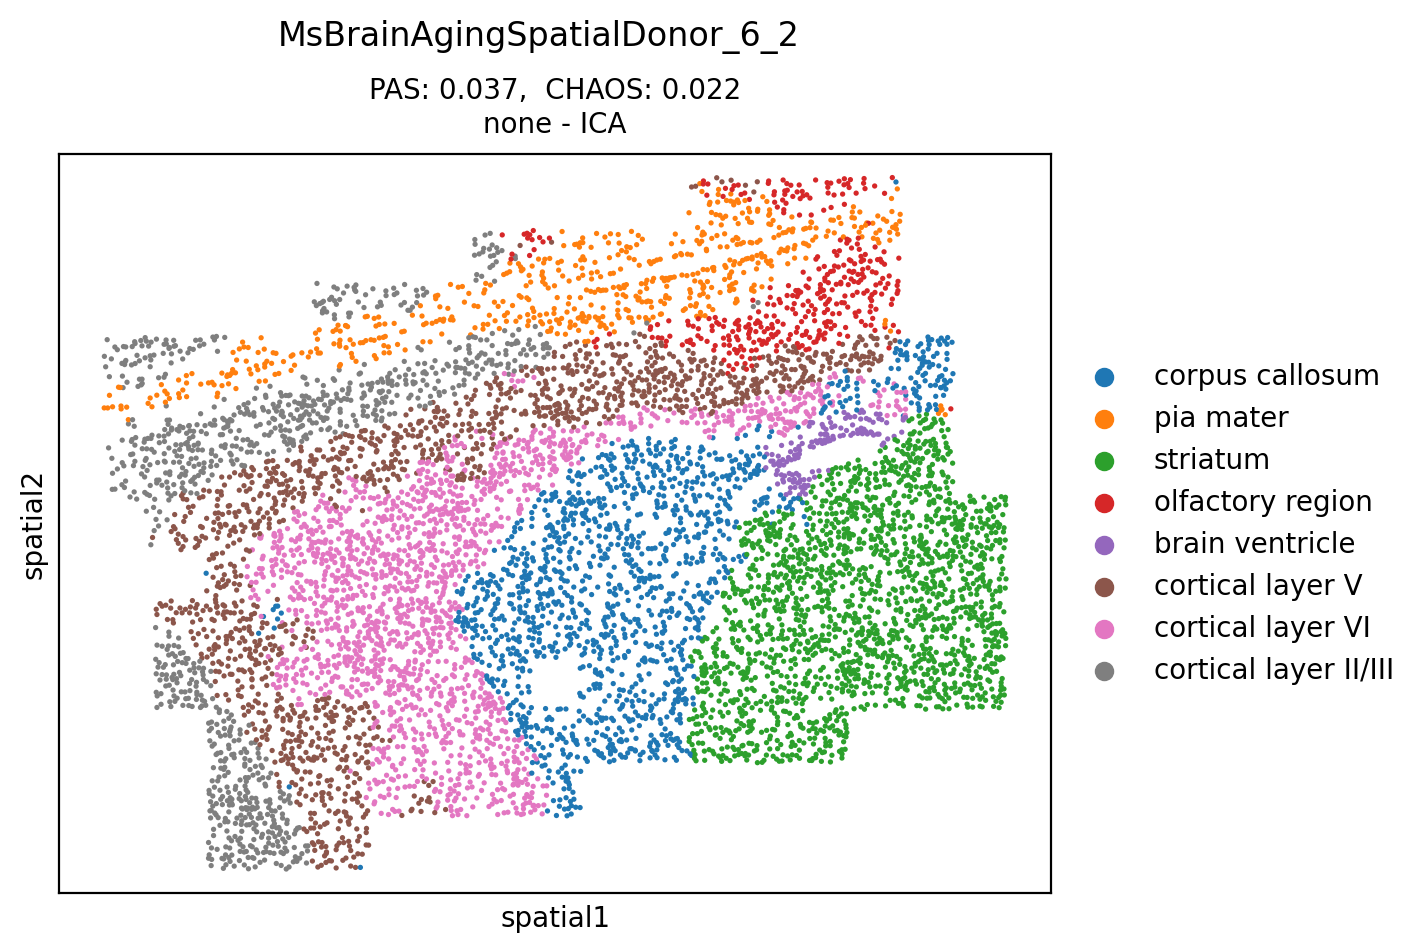 MsBrainAgingSpatialDonor_6_2
PAS: 0.037,  CHAOS: 0.022
none - ICA
spatial2
spatial1
corpus callosum
pia mater
striatum
olfactory region
brain ventricle
cortical layer V
cortical layer VI
cortical layer II/III